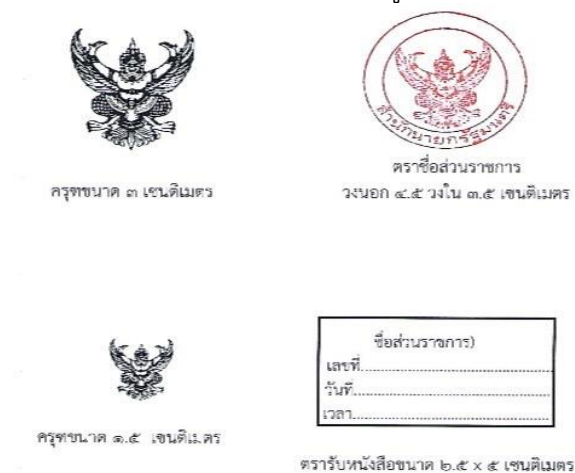 ครุฑขนาด ๓ เซนติเมตร
สำนักนายกรัฐมนตรี
ตราชื่อส่วนราชการ
วงนอก ๔.๕ วงใน ๓.๕ เซนติเมตร
ครุฑขนาด ๑.๕ เซนติเมตร
ชื่อส่วนราชการ)
เลขที่
วันที่
เวลา
ตรารับหนังสือขนาด ๒.๕ x ๕ เซนติเมตร